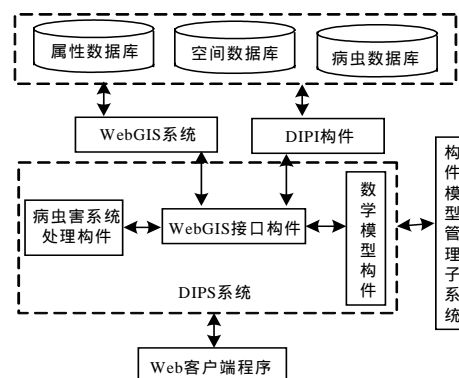 属性数据库
空间数据库
病虫数据库
WebGIS系统
DIPI构件
病虫害系统
处理构件
WebGIS接口构件
数学模型构件
构件模型管理子系统
DIPS系统
Web客户端程序